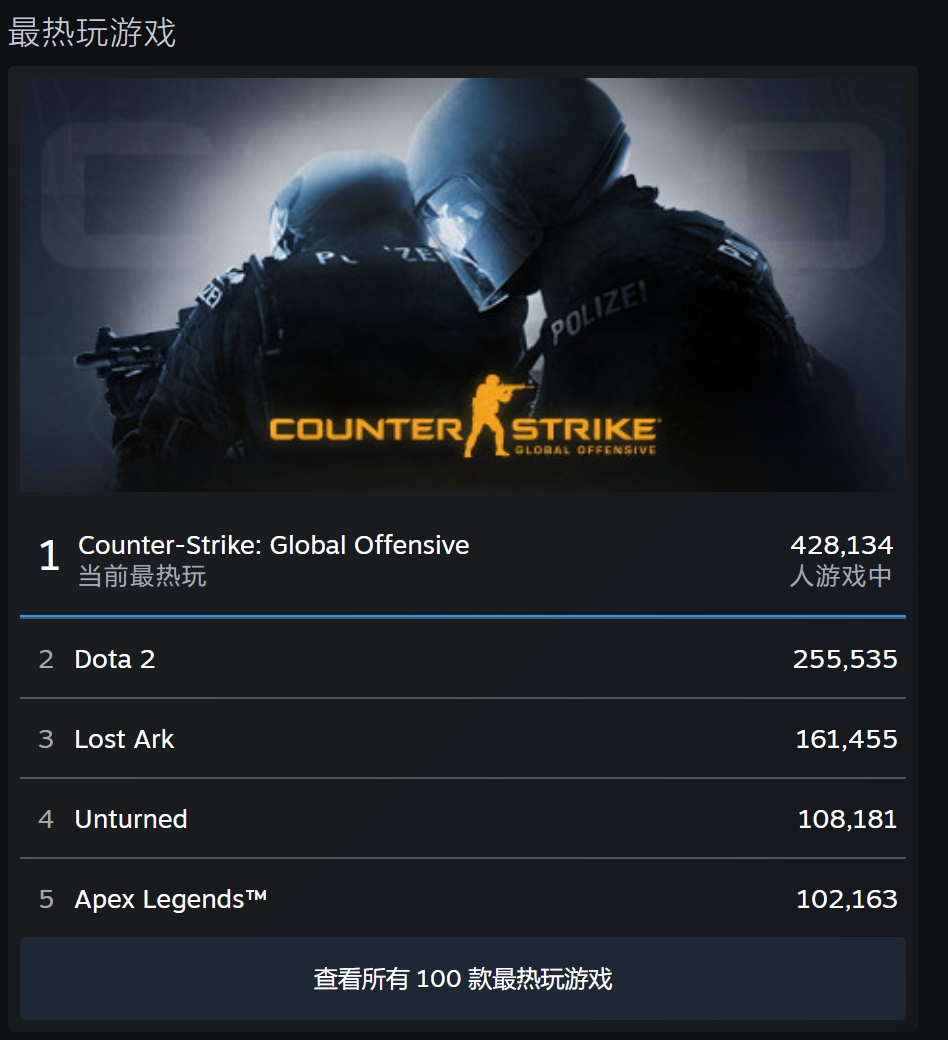 最热玩游戏
POLIZEI
COUNTER STRIKE
GLOBAL OFFENSIVE
1 Counter-Strike: Global Offensive 428,134
当前最热玩 人游戏中
2 Dota 2 255,535
3 Lost Ark 161,455
4 Unturned 108,181
5 Apex Legends™ 102,163
查看所有 100 款最热玩游戏